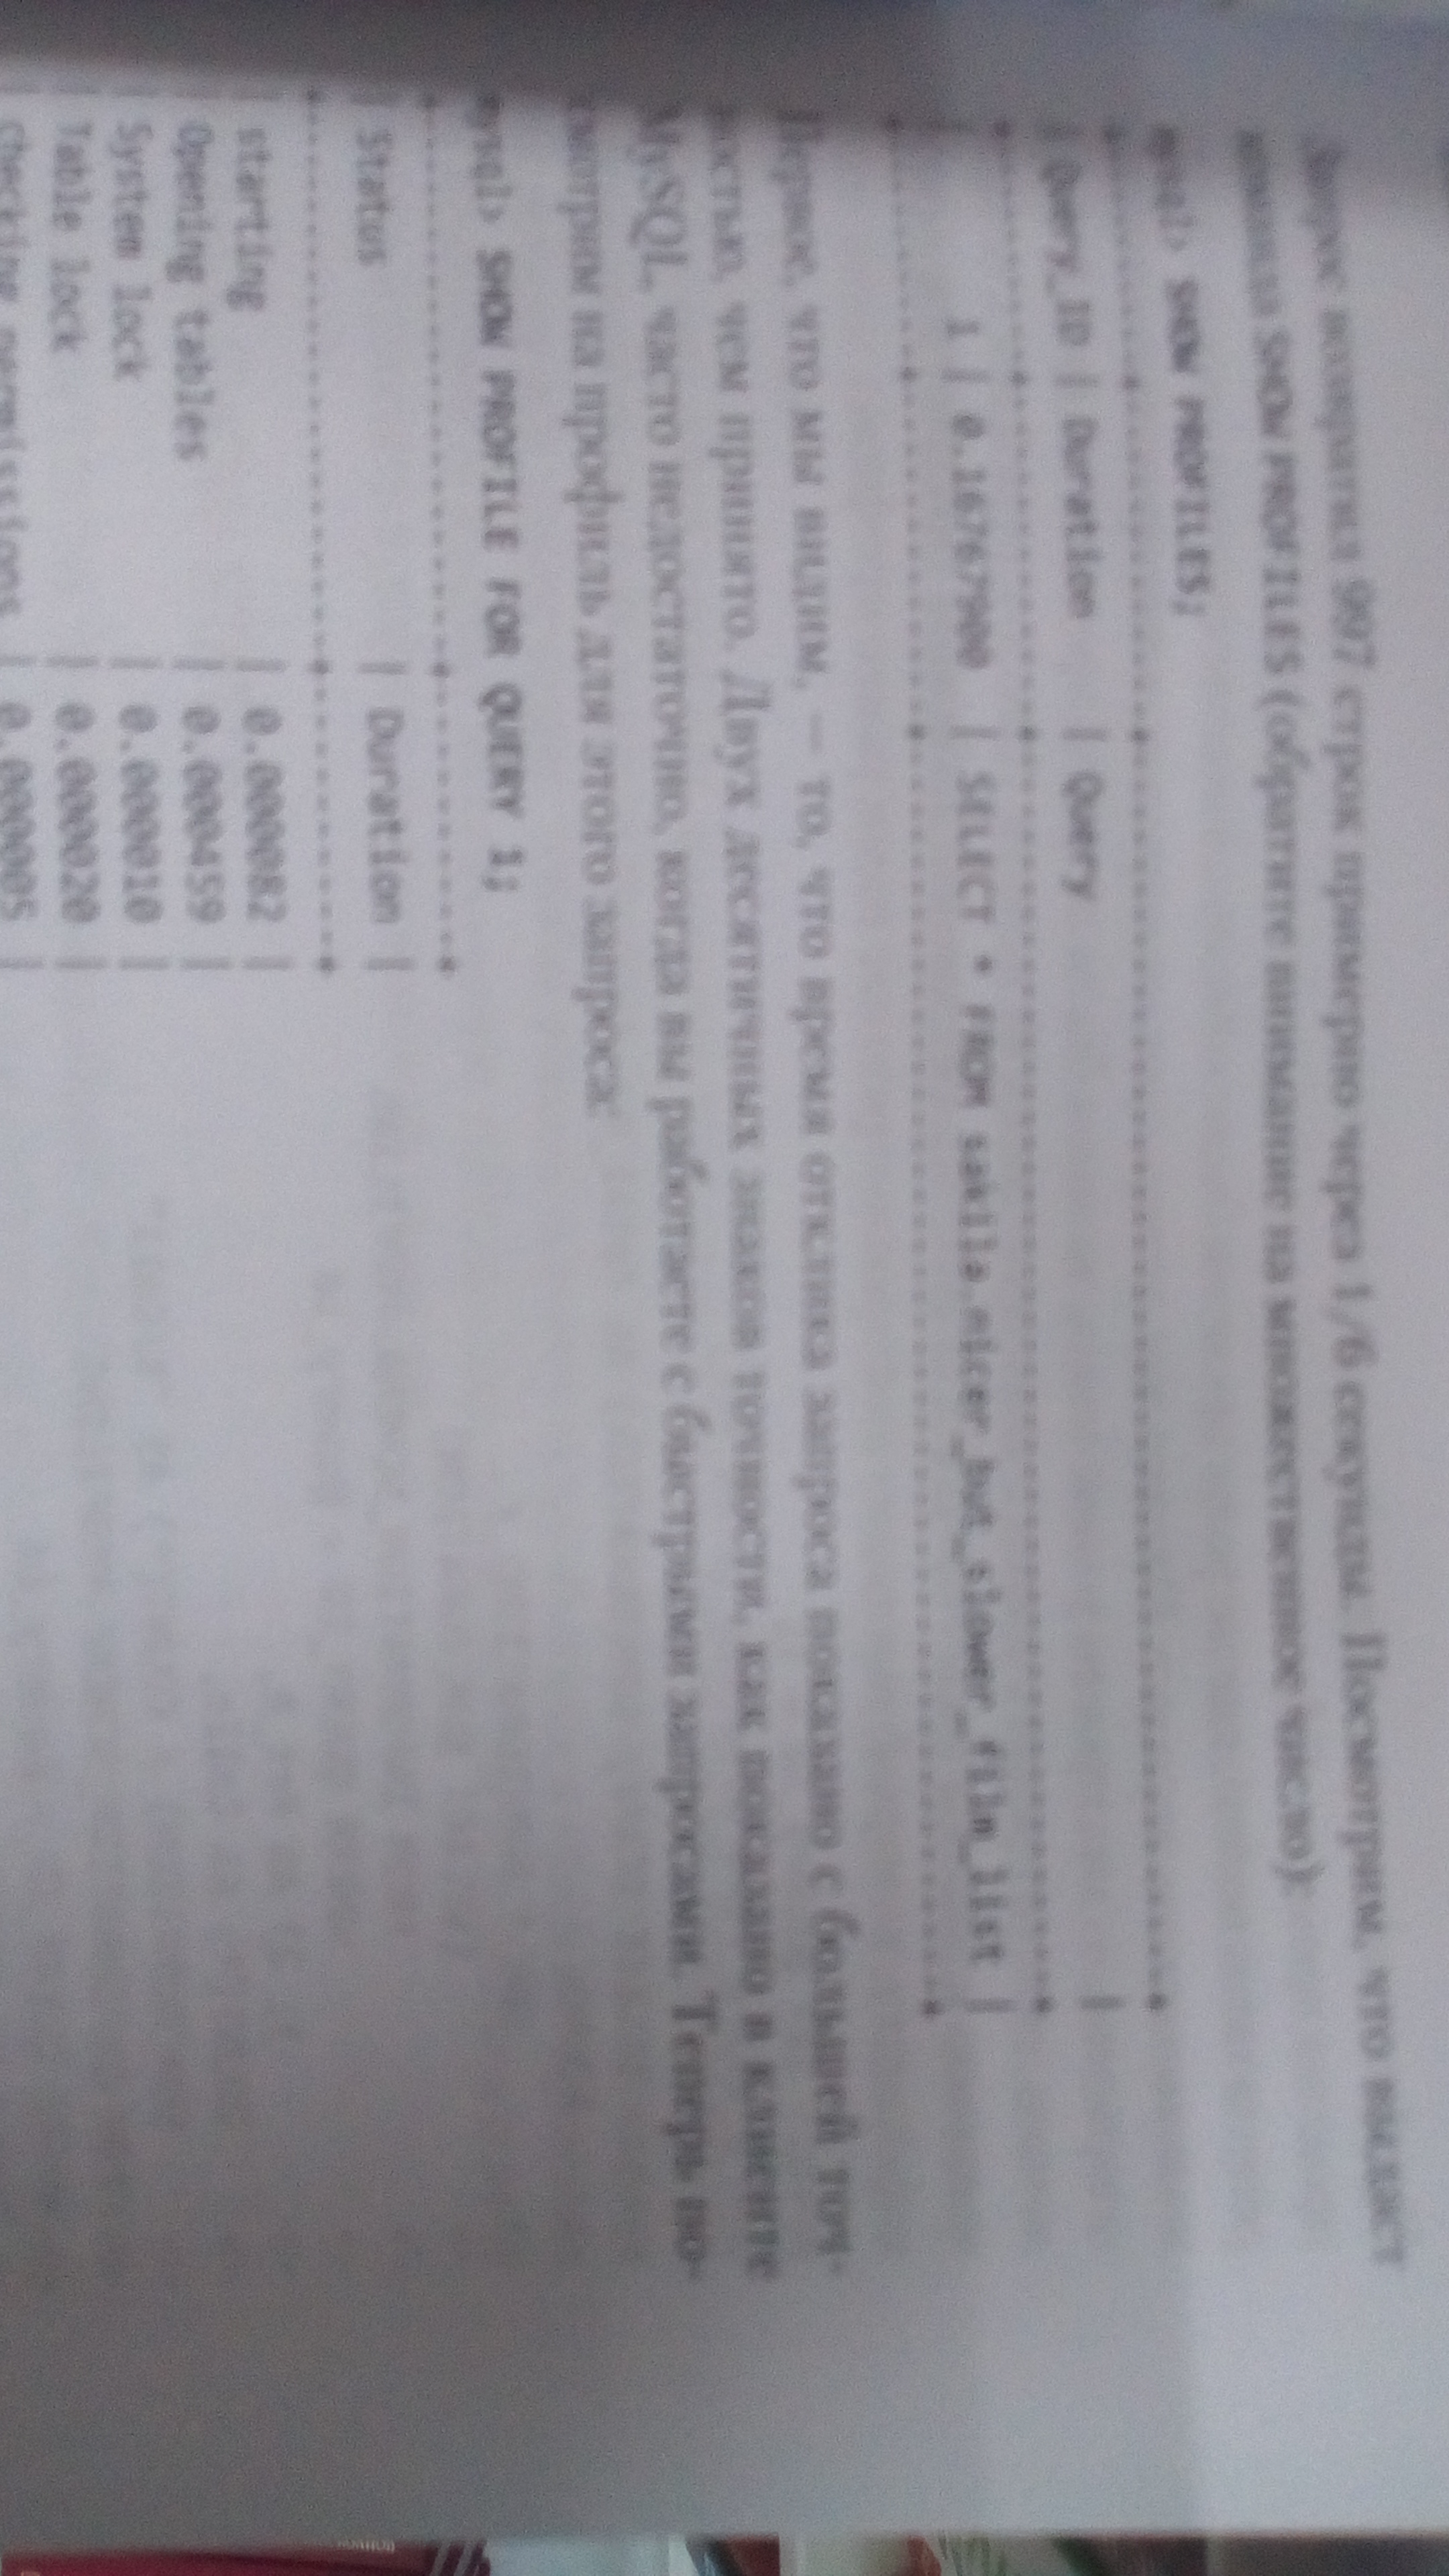 Запрос возвратил 997 строк примерно через 1/6 секунды. Посмотрим, что выдаст
команда SHOW PROFILES (обратите внимание на множественное число):
mysql> SHOW PROFILES;
| Query_ID | Duration | Query |
| 1 | 0.16767900 | SELECT * FROM sakila.nicer_but_slower_film_list |
Первое, что мы видим, — то, что время отклика запроса показано с большей точ-
ностью, чем принято. Двух десятичных знаков точности, как показано в клиенте
MySQL, часто недостаточно, когда вы работаете с быстрыми запросами. Теперь по-
смотрим на профиль для этого запроса:
mysql> SHOW PROFILE FOR QUERY 1;
| Status | Duration |
| starting | 0.000082 |
| Opening tables | 0.000459 |
| System lock | 0.000010 |
| Table lock | 0.000020 |
| checking permissions | 0.000005 |